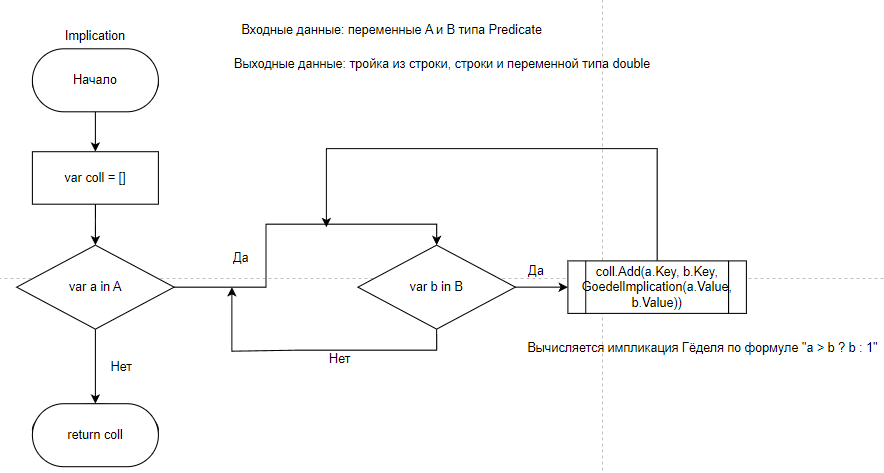 Implication
Входные данные: переменные A и B типа Predicate
Выходные данные: тройка из строки, строки и переменной типа double
Начало
var coll = []
Да
var a in A
var b in B
Да
coll.Add(a.Key, b.Key,
GoedelImplication(a.Value,
b.Value))
Нет
Нет
Вычисляется импликация Гёделя по формуле "a > b ? b : 1"
return coll